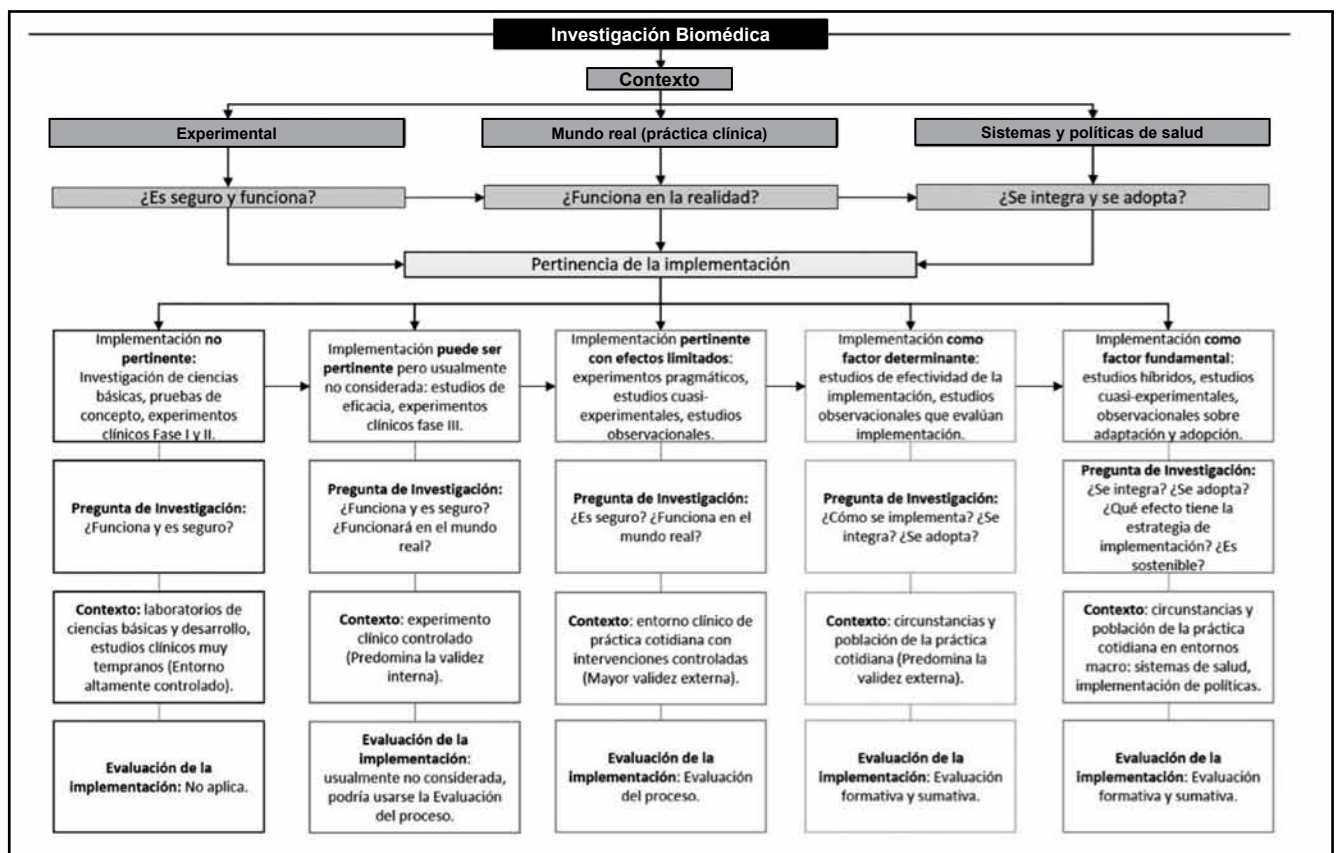 Investigación Biomédica
Contexto
Experimental
Mundo real (práctica clínica)
Sistemas y políticas de salud
¿Es seguro y funciona?
¿Funciona en la realidad?
¿Se integra y se adopta?
Pertinencia de la implementación
Implementación no
pertinente:
Investigación de ciencias
básicas, pruebas de
concepto, experimentos
clínicos Fase I y II.
Implementación puede ser
pertinente pero usualmente
no considerada: estudios de
eficacia, experimentos
clínicos fase III.
Implementación pertinente
con efectos limitados:
experimentos pragmáticos,
estudios cuasi-
experimentales, estudios
observacionales.
Implementación como
factor determinante:
estudios de efectividad de la
implementación, estudios
observacionales que evalúan
implementación.
Implementación como
factor fundamental:
estudios híbridos, estudios
cuasi-experimentales,
observacionales sobre
adaptación y adopción.
Pregunta de Investigación:
¿Funciona y es seguro?
Pregunta de Investigación:
¿Funciona y es seguro?
¿Funcionará en el mundo
real?
Pregunta de Investigación:
¿Es seguro? ¿Funciona en el
mundo real?
Pregunta de Investigación:
¿Cómo se implementa? ¿Se
integra? ¿Se adopta?
Pregunta de Investigación:
¿Se integra? ¿Se adopta?
¿Qué efecto tiene la
estrategia de
implementación? ¿Es
sostenible?
Contexto: laboratorios de
ciencias básicas y desarrollo,
estudios clínicos muy
tempranos (Entorno
altamente controlado).
Contexto: experimento
clínico controlado
(Predomina la validez
interna).
Contexto: entorno clínico de
práctica cotidiana con
intervenciones controladas
(Mayor validez externa).
Contexto: circunstancias y
población de la práctica
cotidiana (Predomina la
validez externa).
Contexto: circunstancias y
población de la práctica
cotidiana en entornos
macro: sistemas de salud,
implementación de políticas.
Evaluación de la
implementación: No aplica.
Evaluación de la
implementación:
usualmente no considerada,
podría usarse la Evaluación
del proceso.
Evaluación de la
implementación: Evaluación
del proceso.
Evaluación de la
implementación: Evaluación
formativa y sumativa.
Evaluación de la
implementación: Evaluación
formativa y sumativa.